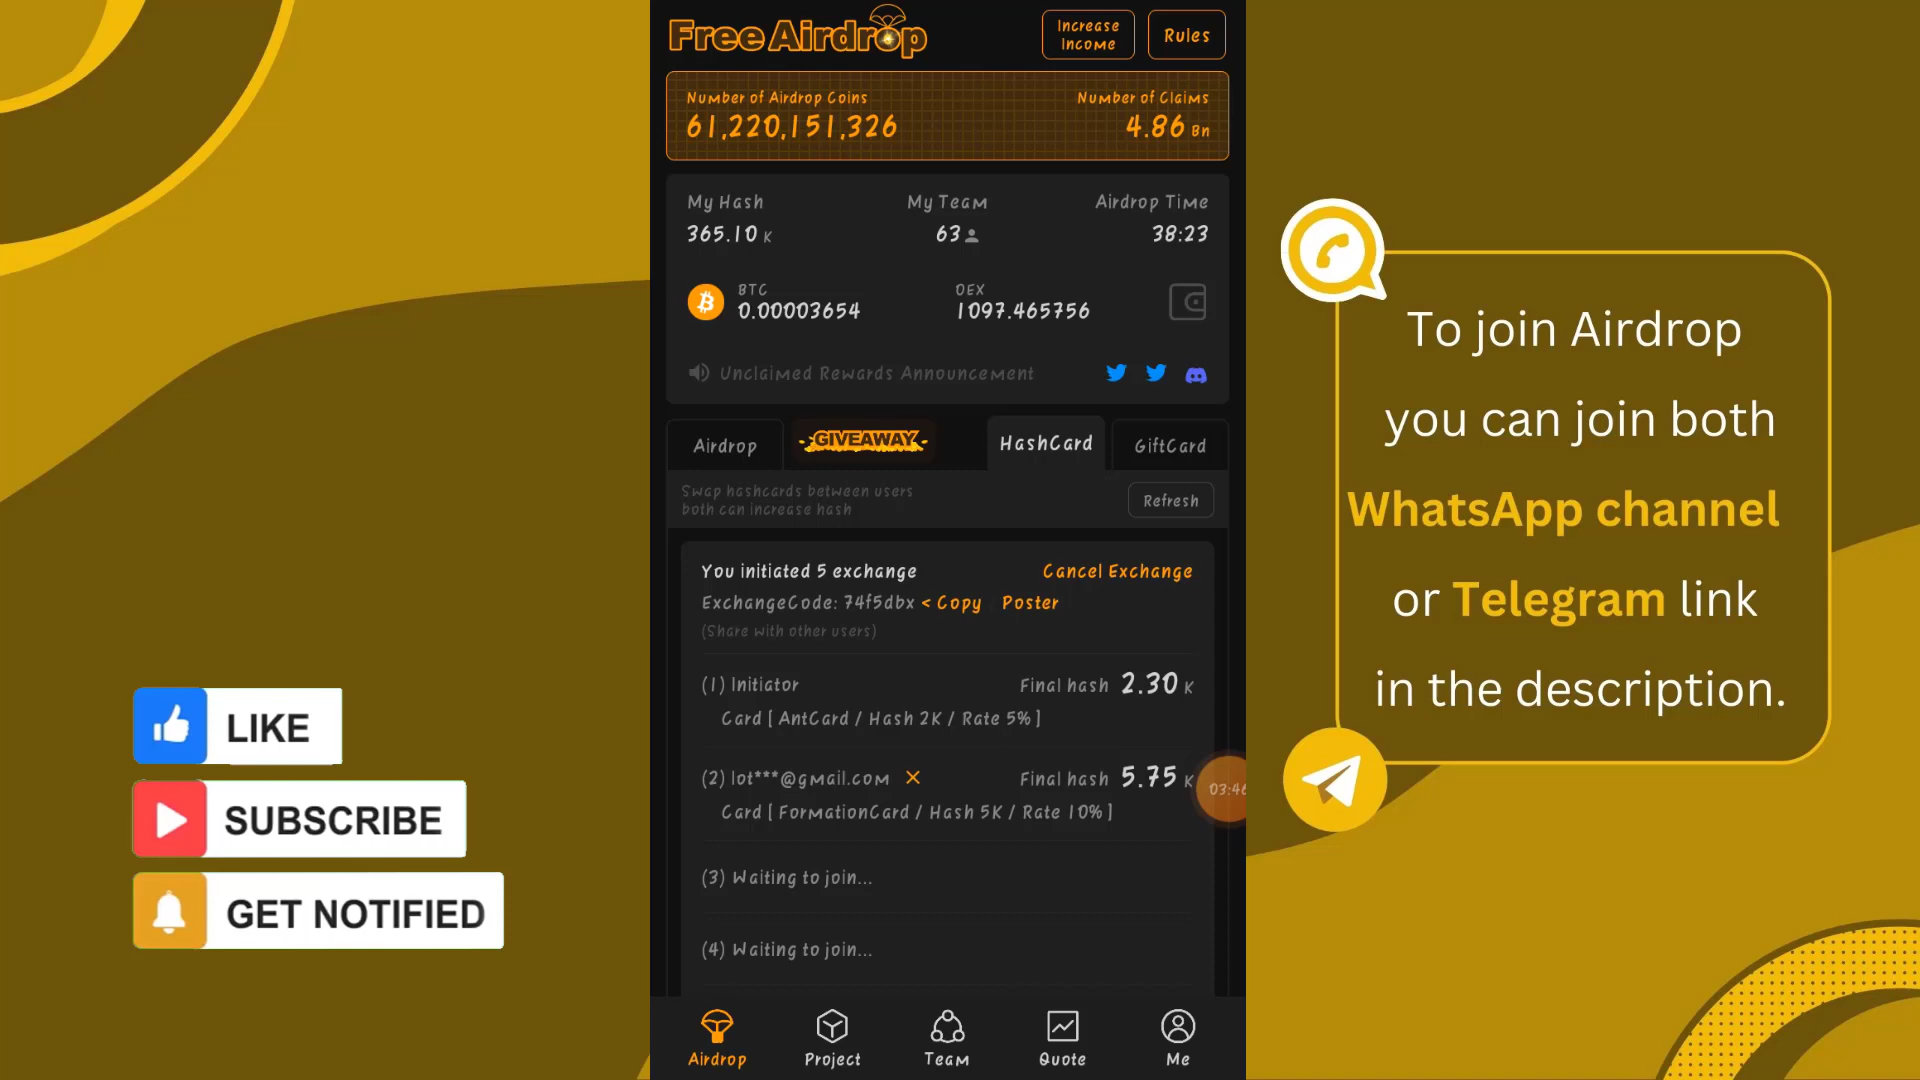 Free Airdrop
Increase
Income
Rules
Number of Airdrop Coins
61,220,151,326
Number of Claims
4.86 Bn
My Hash
365.10 K
My Team
63
Airdrop Time
38:23
BTC
0.00003654
OEX
1097.465756
Unclaimed Rewards Announcement
Airdrop
GIVEAWAY
HashCard
GiftCard
Swap hashcards between users
both can increase hash
Refresh
You initiated 5 exchange
Cancel Exchange
ExchangeCode: 74f5dbx < Copy Poster
(Share with other users)
(1) Initiator
Final hash 2.30 K
Card [ AntCard / Hash 2K / Rate 5% ]
(2) lot***@gmail.com ×
Final hash 5.75 K
Card [ FormationCard / Hash 5K / Rate 10% ]
03:46
(3) Waiting to join...
(4) Waiting to join...
Airdrop
Project
Team
Quote
Me
LIKE
SUBSCRIBE
GET NOTIFIED
To join Airdrop
you can join both
WhatsApp channel
or Telegram link
in the description.